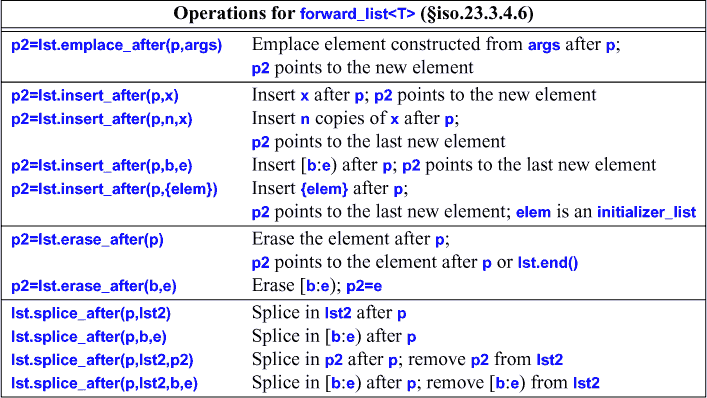 Operations for forward_list<T> (§iso.23.3.4.6)
p2=lst.emplace_after(p,args) Emplace element constructed from args after p;
p2 points to the new element
p2=lst.insert_after(p,x) Insert x after p; p2 points to the new element
p2=lst.insert_after(p,n,x) Insert n copies of x after p;
p2 points to the last new element
p2=lst.insert_after(p,b,e) Insert [b:e) after p; p2 points to the last new element
p2=lst.insert_after(p,{elem}) Insert {elem} after p;
p2 points to the last new element; elem is an initializer_list
p2=lst.erase_after(p) Erase the element after p;
p2 points to the element after p or lst.end()
p2=lst.erase_after(b,e) Erase [b:e); p2=e
lst.splice_after(p,lst2) Splice in lst2 after p
lst.splice_after(p,b,e) Splice in [b:e) after p
lst.splice_after(p,lst2,p2) Splice in p2 after p; remove p2 from lst2
lst.splice_after(p,lst2,b,e) Splice in [b:e) after p; remove [b:e) from lst2